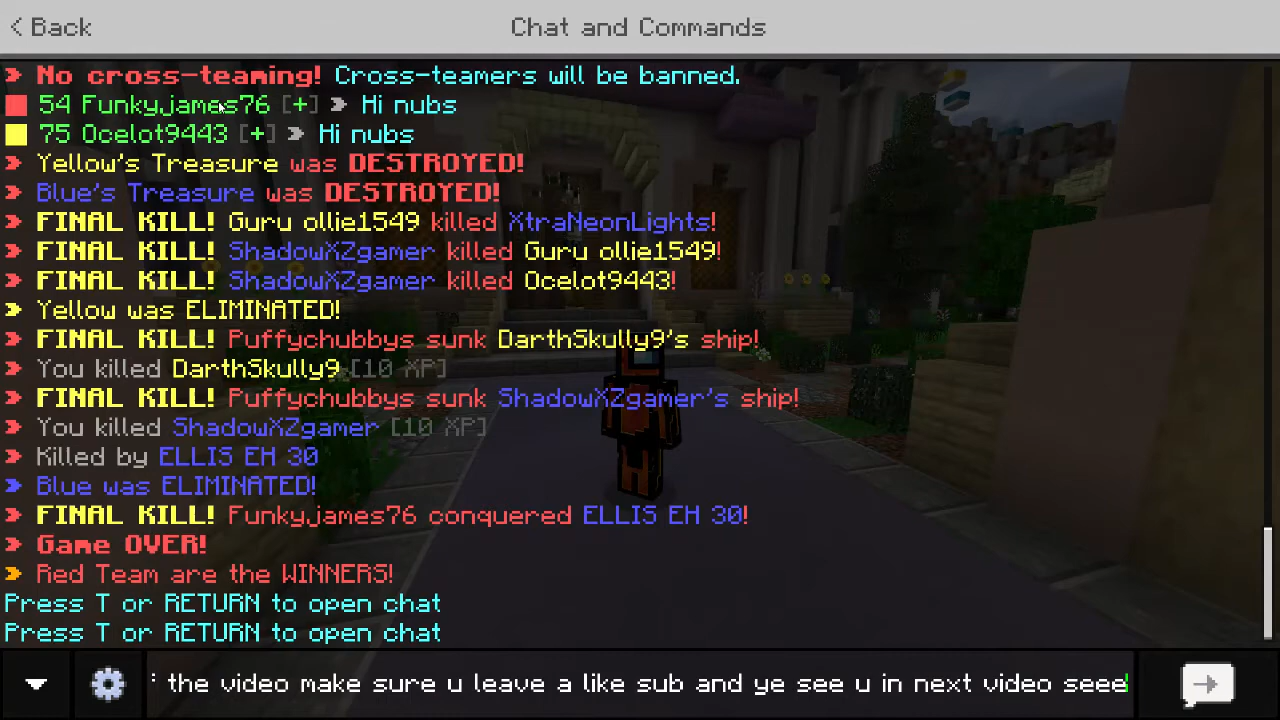 Back
Chat and Commands
No cross-teaming! Cross-teamers will be banned.
54 Funkyjames76 [+] Hi nubs
75 Ocelot9443 [+] Hi nubs
Yellow's Treasure was DESTROYED!
Blue's Treasure was DESTROYED!
FINAL KILL! Guru ollie1549 killed XtraNeonLights!
FINAL KILL! ShadowXZgamer killed Guru ollie1549!
FINAL KILL! ShadowXZgamer killed Ocelot9443!
Yellow was ELIMINATED!
FINAL KILL! Puffychubbys sunk DarthSkully9's ship!
You killed DarthSkully9 [10 XP]
FINAL KILL! Puffychubbys sunk ShadowXZgamer's ship!
You killed ShadowXZgamer [10 XP]
Killed by ELLIS EH 30
Blue was ELIMINATED!
FINAL KILL! Funkyjames76 conquered ELLIS EH 30!
Game OVER!
Red Team are the WINNERS!
Press T or RETURN to open chat
Press T or RETURN to open chat
the video make sure u leave a like sub and ye see u in next video seee